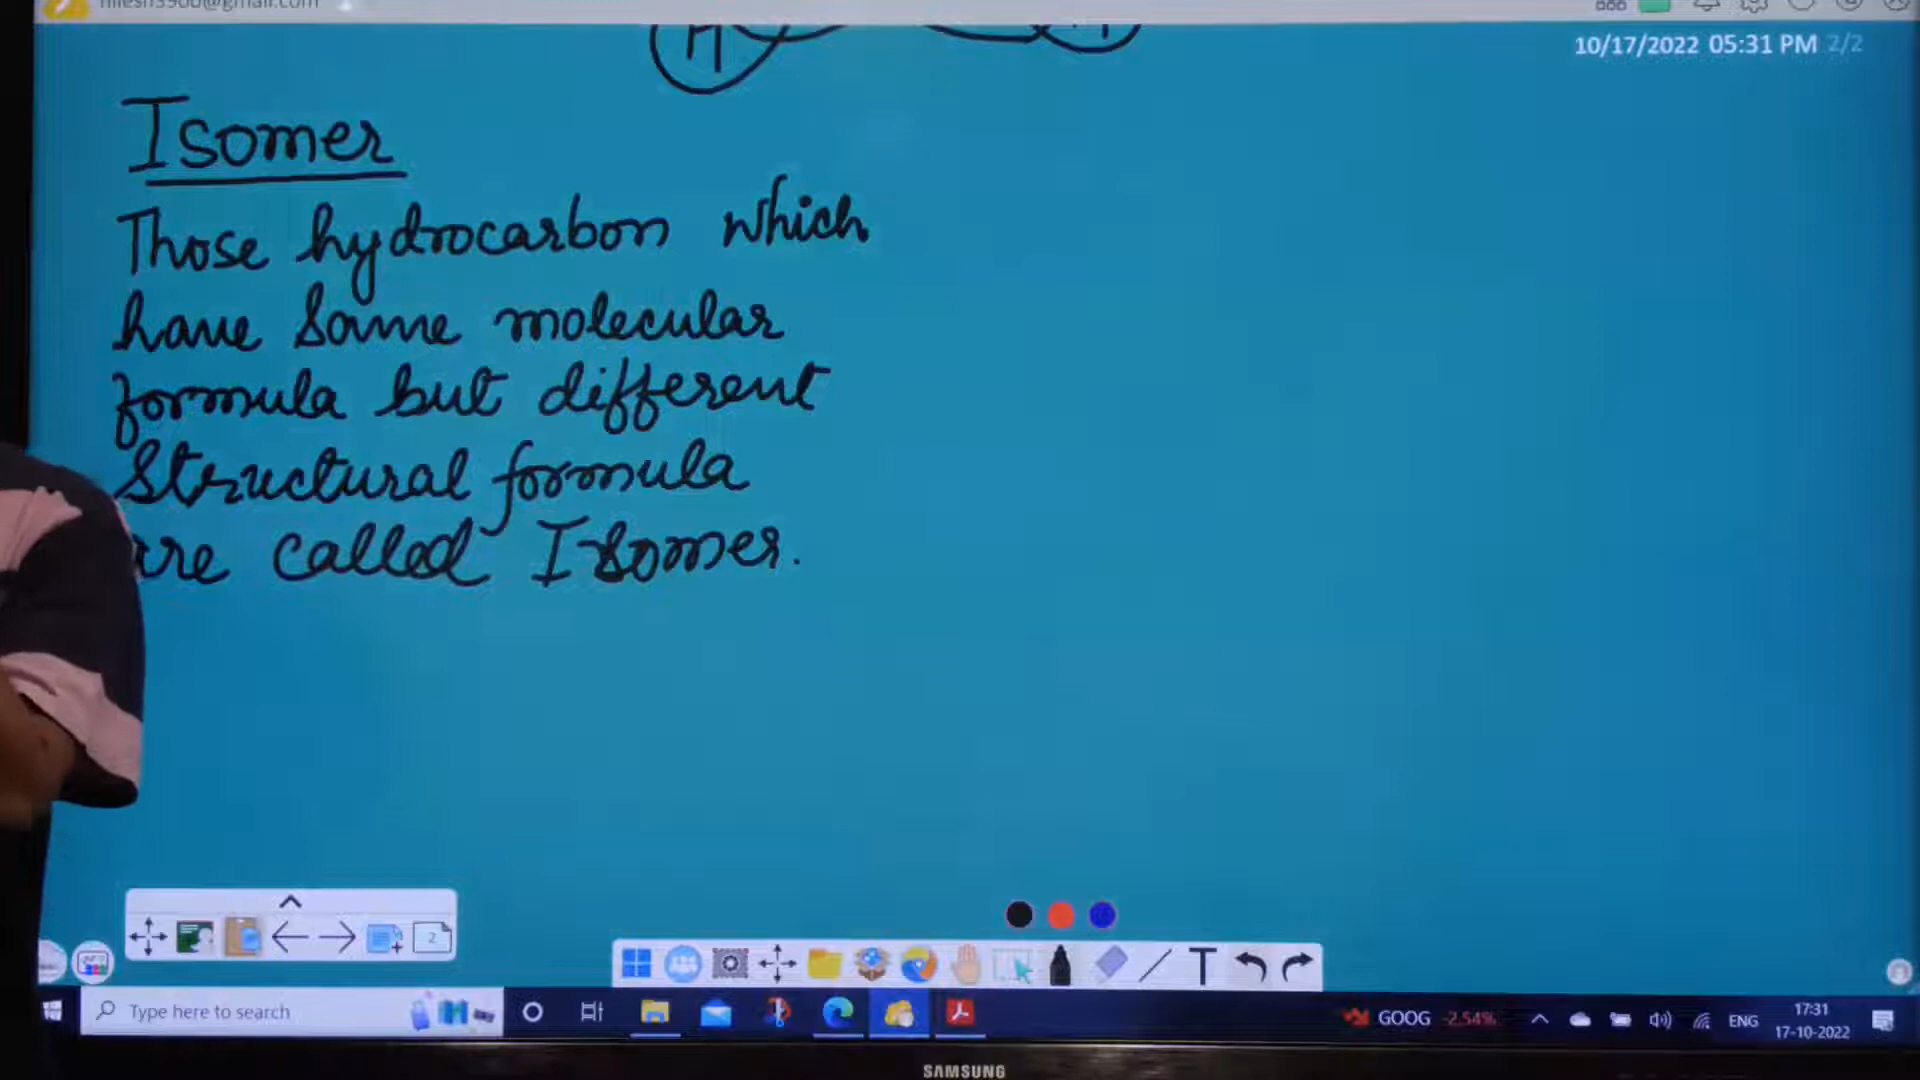 10/17/2022 05:31 PM 2/2
Isomer
Those hydrocarbon which
have same molecular
formula but different
structural formula
are called Isomer.
2
Type here to search
GOOG -2.54%
ENG
17:31
17-10-2022
SAMSUNG